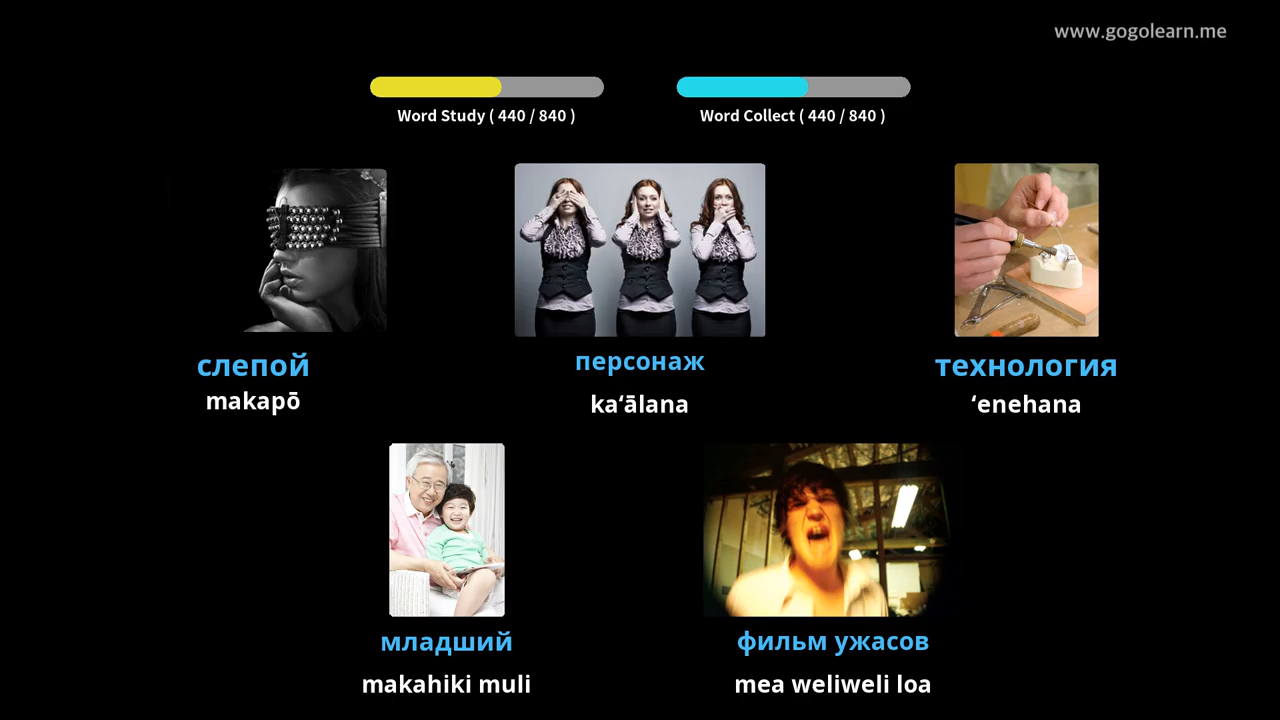 www.gogolearn.me
Word Study ( 440 / 840 )
Word Collect ( 440 / 840 )
слепой
makapō
персонаж
kaʻālana
технология
ʻenehana
младший
makahiki muli
фильм ужасов
mea weliweli loa